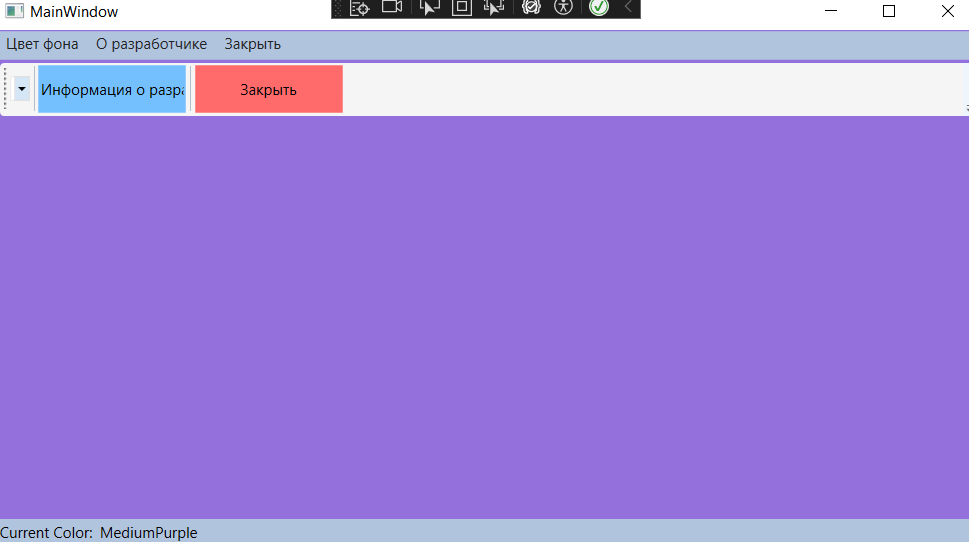 MainWindow
Цвет фона О разработчике Закрыть
Информация о разра Закрыть
Current Color: MediumPurple